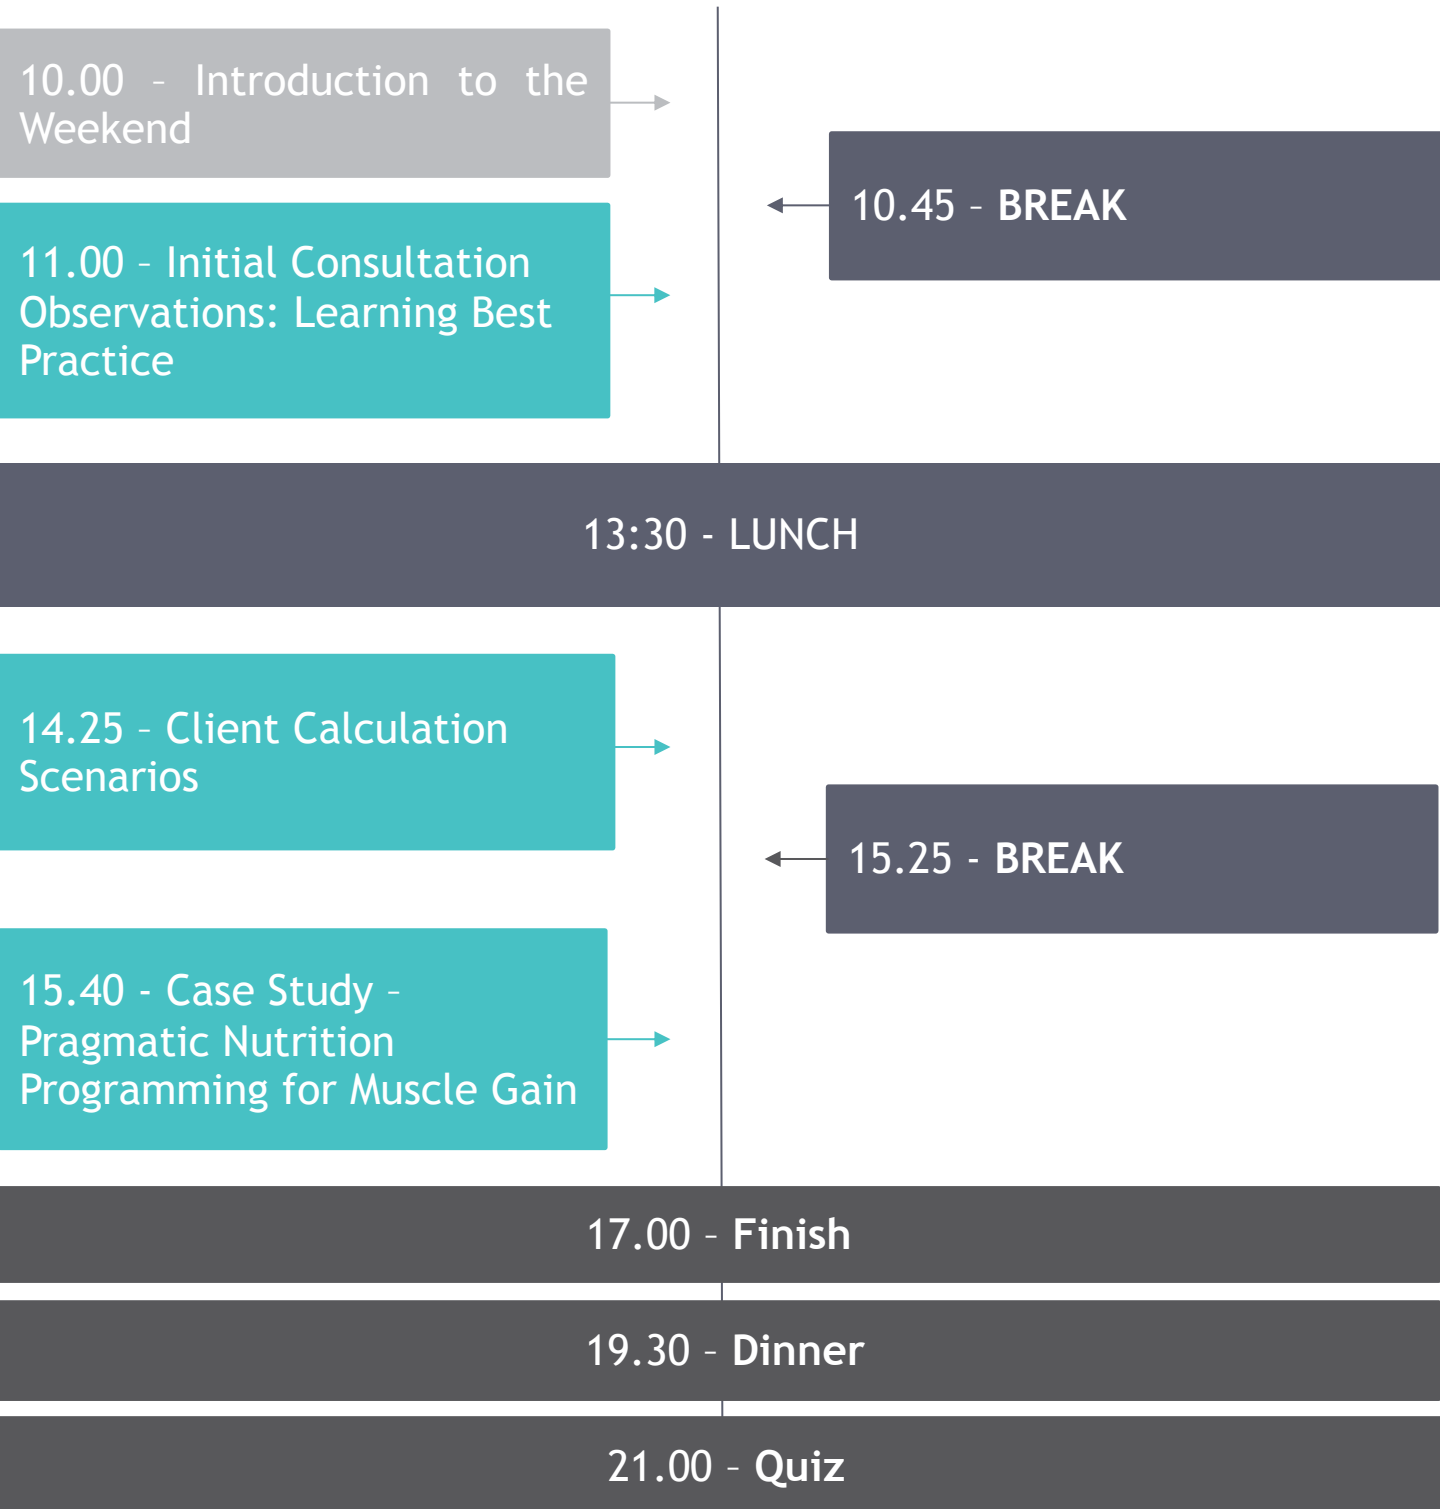 10.00 – Introduction to the
Weekend
10.45 – BREAK
11.00 – Initial Consultation
Observations: Learning Best
Practice
13:30 - LUNCH
14.25 – Client Calculation
Scenarios
15.25 - BREAK
15.40 - Case Study –
Pragmatic Nutrition
Programming for Muscle Gain
17.00 – Finish
19.30 – Dinner
21.00 – Quiz